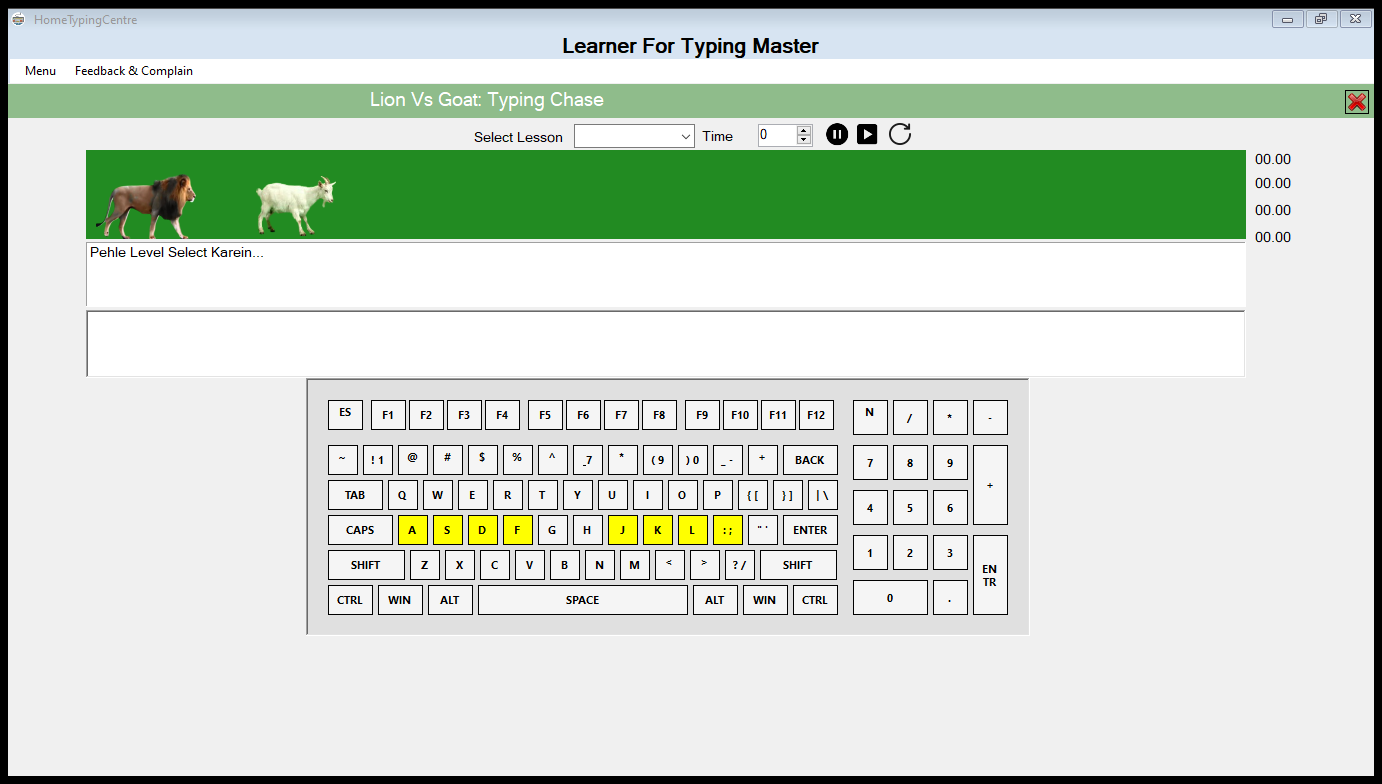 HomeTypingCentre
Learner For Typing Master
Menu Feedback & Complain
Lion Vs Goat: Typing Chase
Select Lesson Time 0
00.00
00.00
00.00
00.00
Pehle Level Select Karein...
ES F1 F2 F3 F4 F5 F6 F7 F8 F9 F10 F11 F12 N / * -
~ ! 1 @ # $ % ^ _7 * ( 9 ) 0 _ - + BACK 7 8 9 +
TAB Q W E R T Y U I O P { [ } ] | \ 4 5 6
CAPS A S D F G H J K L : ; " ' ENTER 1 2 3 EN TR
SHIFT Z X C V B N M < > ? / SHIFT
CTRL WIN ALT SPACE ALT WIN CTRL 0 .